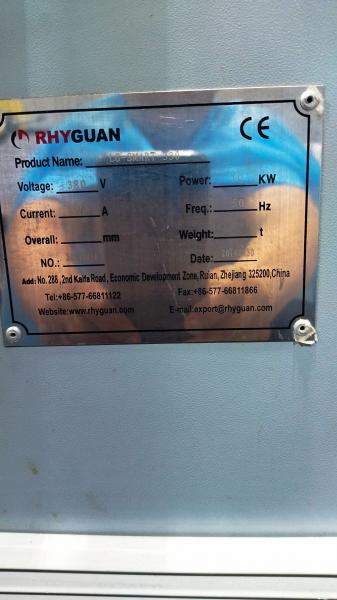 RHYGUAN CE
Product Name:
Voltage: 380 V Power: KW
Current: A Freq.: 50 Hz
Overall: mm Weight: t
NO.: Date:
Add: No. 288 ,2nd Kaifa Road, Economic Development Zone, Ruian, Zhejiang 325200,China
Tel:+86-577-66811122 Fax:+86-577-66811866
Website:www.rhyguan.com E-mail:export@rhyguan.com